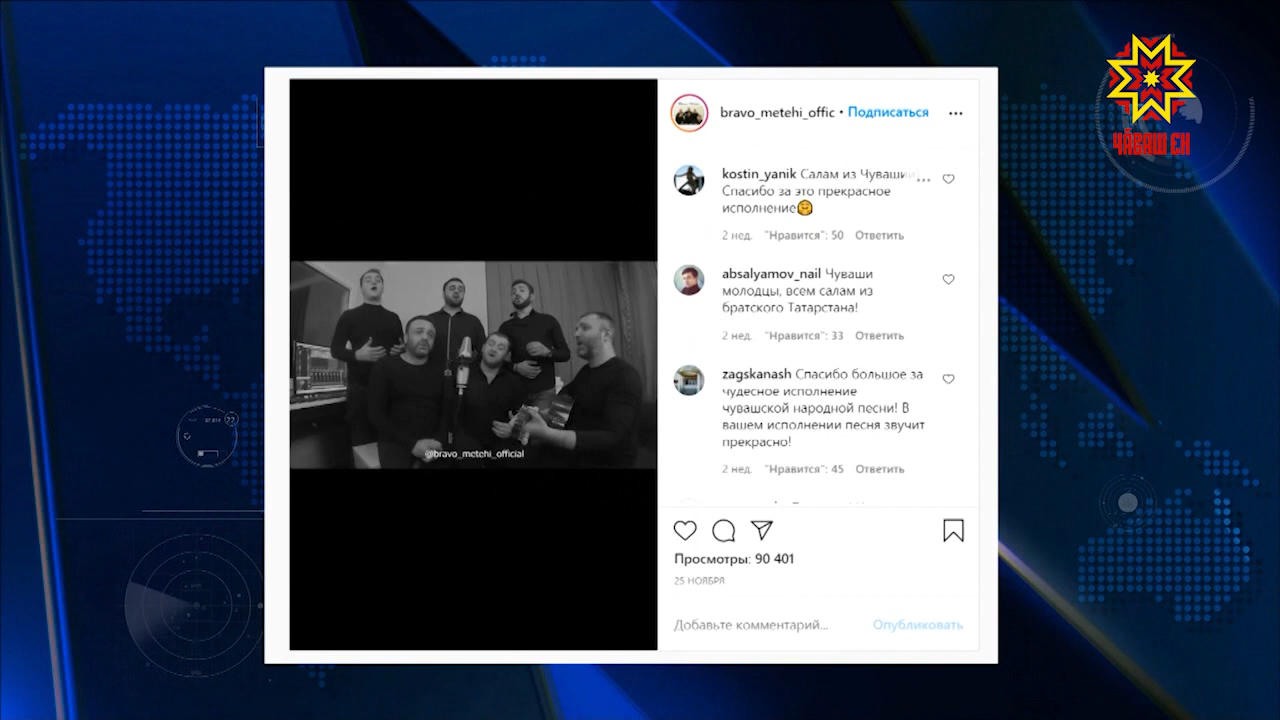 ЧӐВАШ ЕН
bravo_metehi_offic • Подписаться
kostin_yanik Салам из Чувашии
Спасибо за это прекрасное
исполнение
2 нед. "Нравится": 50 Ответить
absalyamov_nail Чуваши
молодцы, всем салам из
братского Татарстана!
2 нед. "Нравится": 33 Ответить
zagskanash Спасибо большое за
чудесное исполнение
чувашской народной песни! В
вашем исполнении песня звучит
прекрасно!
2 нед. "Нравится": 45 Ответить
@bravo_metehi_official
Просмотры: 90 401
25 НОЯБРЯ
Добавьте комментарий...
Опубликовать